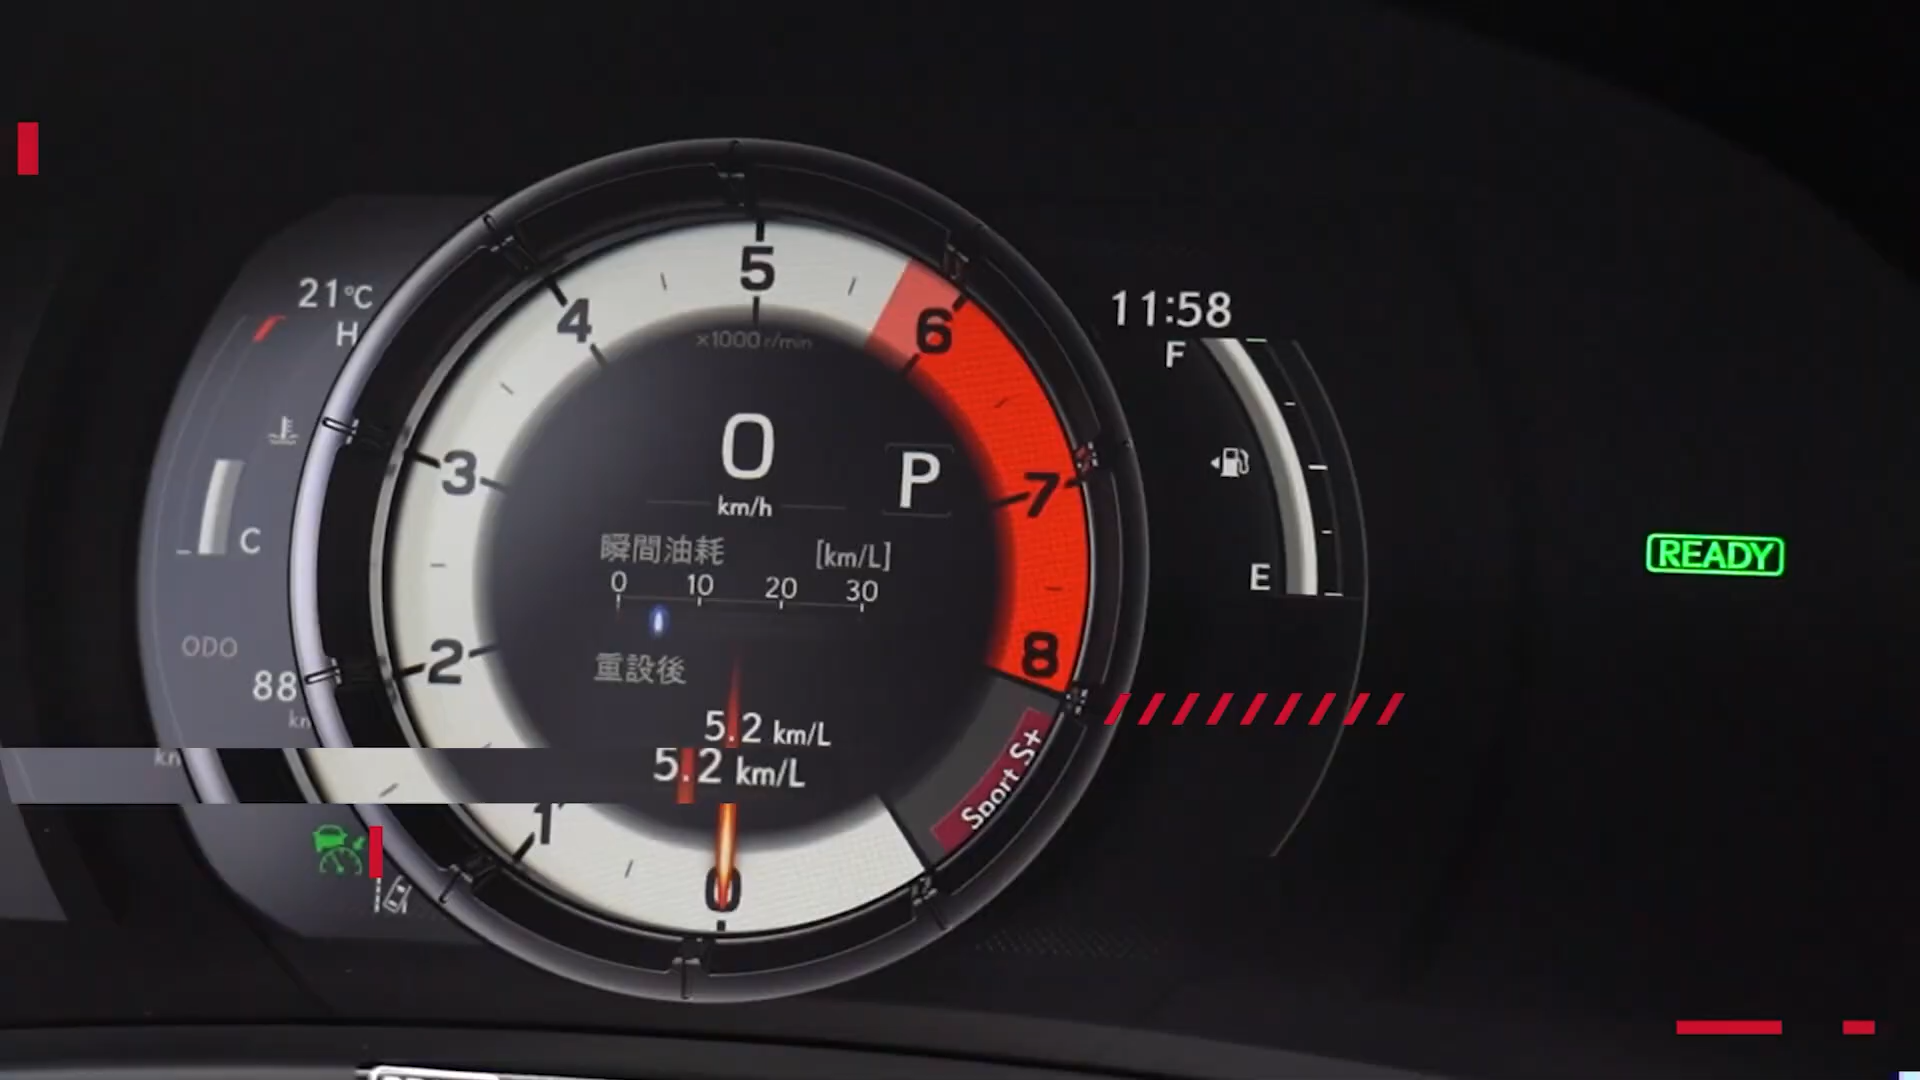 21°C
H
C
ODO
88
km
5
4
6
3
7
2
8
1
0
×1000 r/min
0
km/h
P
瞬間油耗 [km/L]
0 10 20 30
重設後
5.2 km/L
5.2 km/L
Sport S+
11:58
F
E
READY